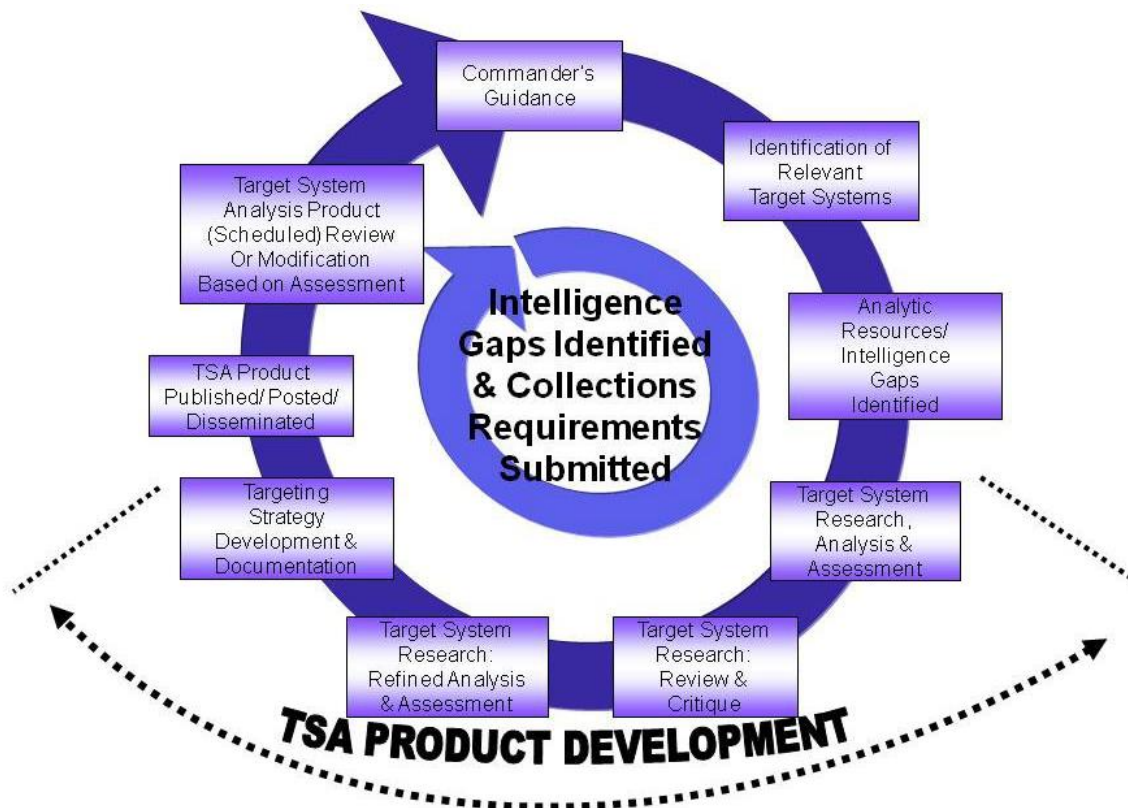 Commander's
Guidance
Identification of
Relevant
Target Systems
Analytic
Resources/
Intelligence
Gaps
Identified
Target System
Research,
Analysis &
Assessment
Target System
Research:
Review &
Critique
Target System
Research:
Refined Analysis
& Assessment
Targeting
Strategy
Development &
Documentation
TSA Product
Published/ Posted/
Disseminated
Target System
Analysis Product
(Scheduled) Review
Or Modification
Based on Assessment
Intelligence
Gaps Identified
& Collections
Requirements
Submitted
TSA PRODUCT DEVELOPMENT